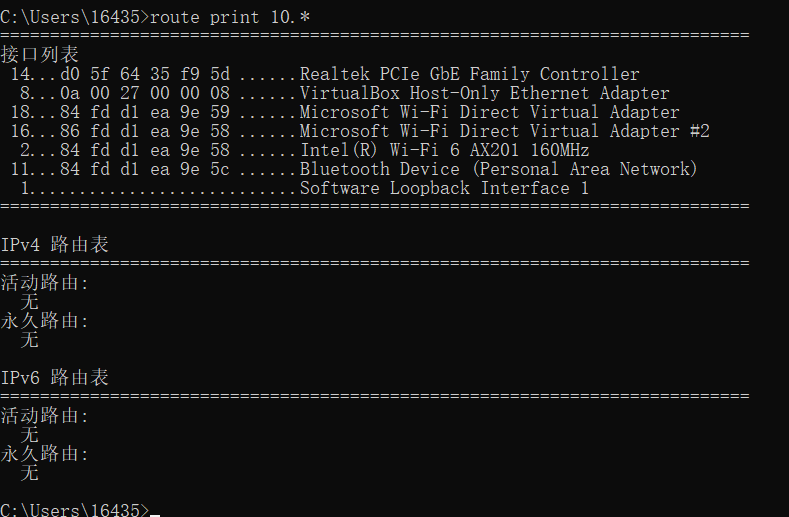 C:\Users\16435>route print 10.*
===========================================================================
接口列表
 14...d0 5f 64 35 f9 5d ......Realtek PCIe GbE Family Controller
  8...0a 00 27 00 00 08 ......VirtualBox Host-Only Ethernet Adapter
 18...84 fd d1 ea 9e 59 ......Microsoft Wi-Fi Direct Virtual Adapter
 16...86 fd d1 ea 9e 58 ......Microsoft Wi-Fi Direct Virtual Adapter #2
  2...84 fd d1 ea 9e 58 ......Intel(R) Wi-Fi 6 AX201 160MHz
 11...84 fd d1 ea 9e 5c ......Bluetooth Device (Personal Area Network)
  1...........................Software Loopback Interface 1
===========================================================================
IPv4 路由表
===========================================================================
活动路由:
  无
永久路由:
  无
IPv6 路由表
===========================================================================
活动路由:
  无
永久路由:
  无
C:\Users\16435>_